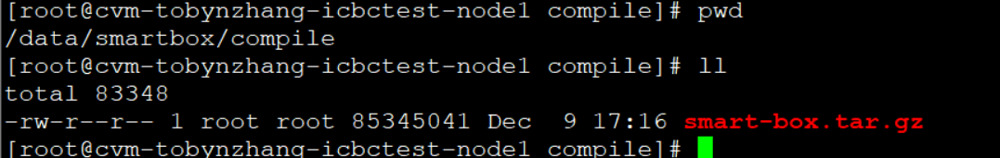 [root@cvm-tobynzhang-icbctest-node1 compile]# pwd
/data/smartbox/compile
[root@cvm-tobynzhang-icbctest-node1 compile]# ll
total 83348
-rw-r--r-- 1 root root 85345041 Dec  9 17:16 smart-box.tar.gz
[root@cvm-tobynzhang-icbctest-node1 compile]#